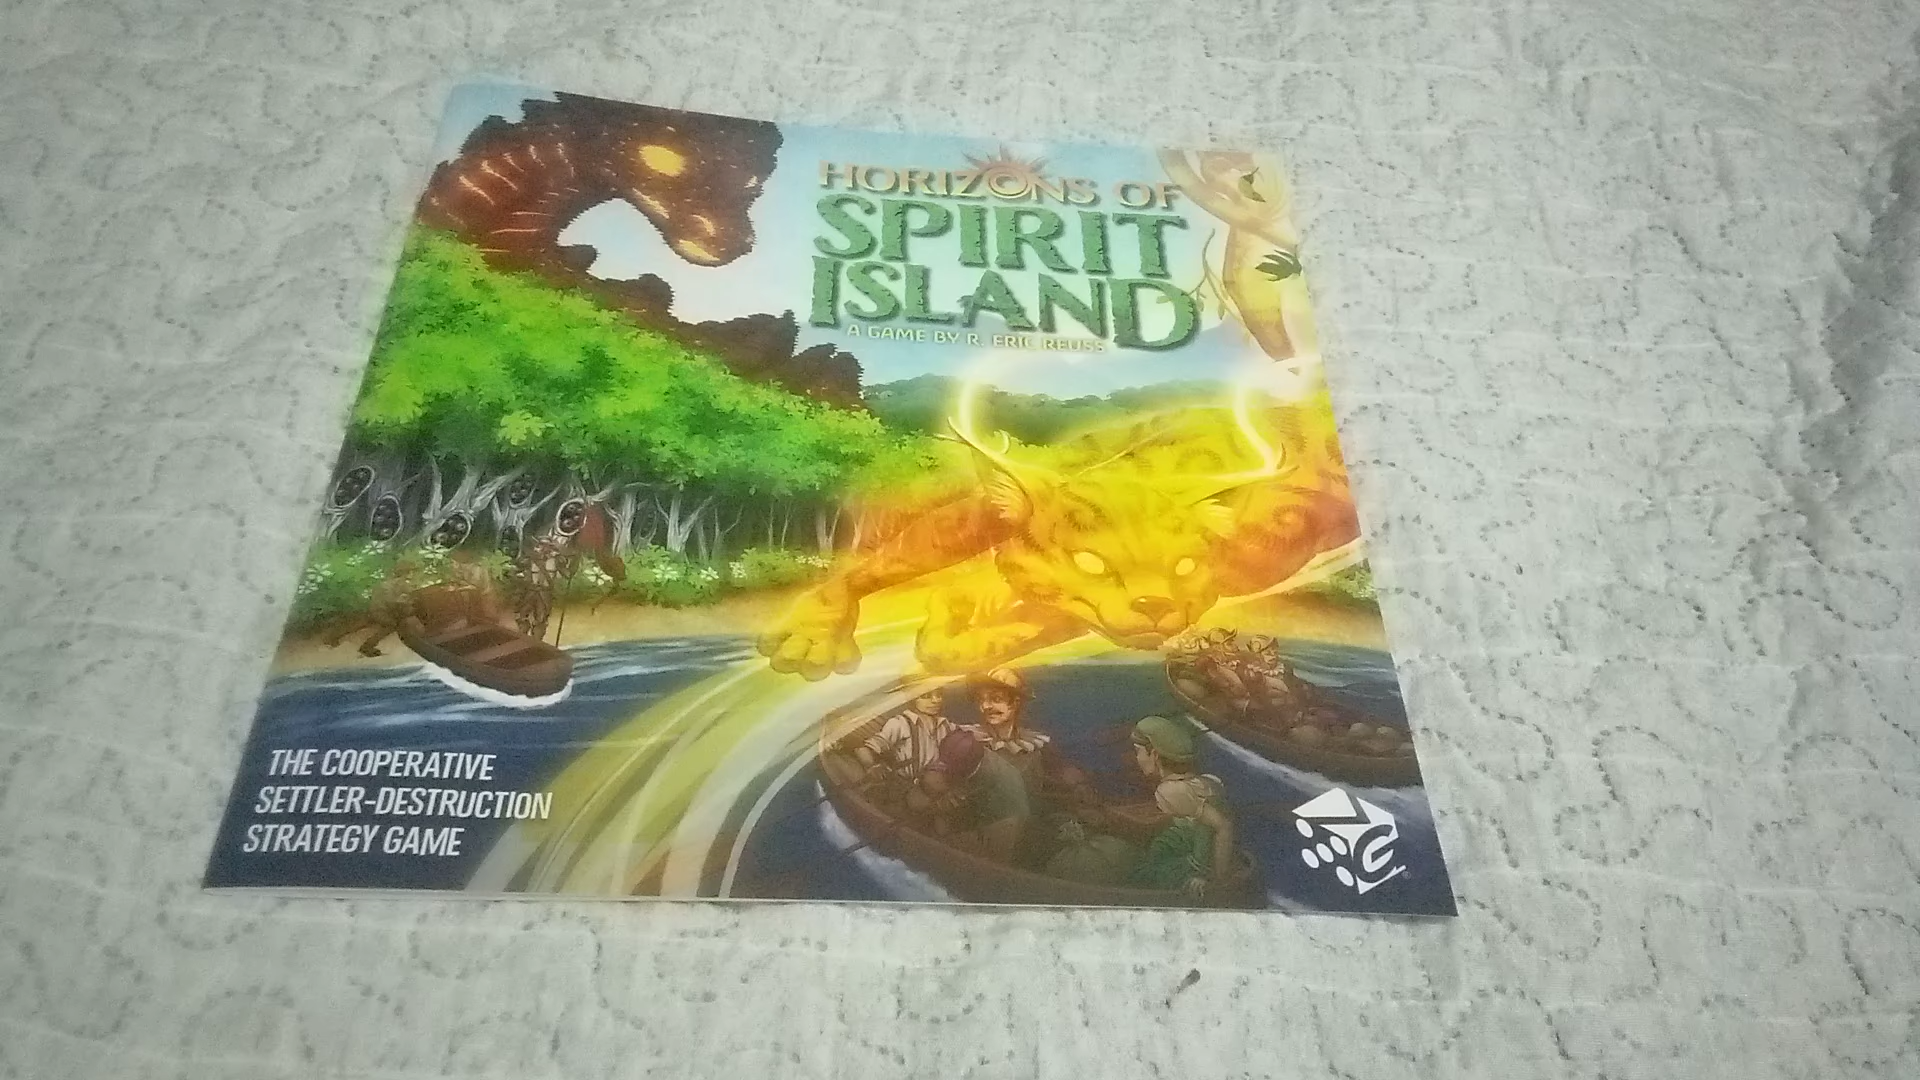 HORIZONS OF
SPIRIT
ISLAND
A GAME BY R. ERIC REUSS
THE COOPERATIVE
SETTLER-DESTRUCTION
STRATEGY GAME